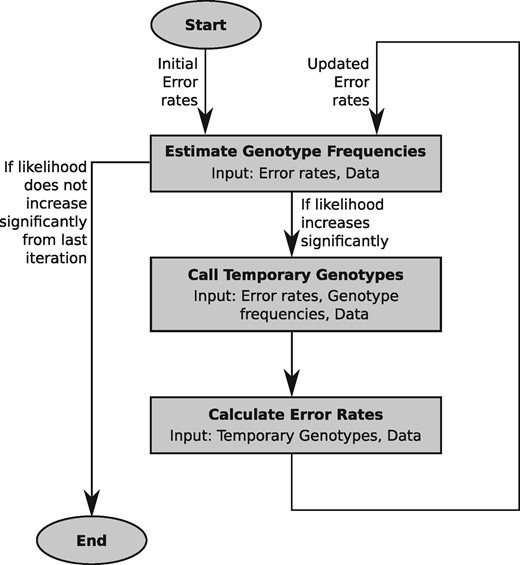 Start
Initial
Error
rates
Updated
Error
rates
Estimate Genotype Frequencies
Input: Error rates, Data
If likelihood
does not
increase
significantly
from last
iteration
If likelihood
increases
significantly
Call Temporary Genotypes
Input: Error rates, Genotype
frequencies, Data
Calculate Error Rates
Input: Temporary Genotypes, Data
End